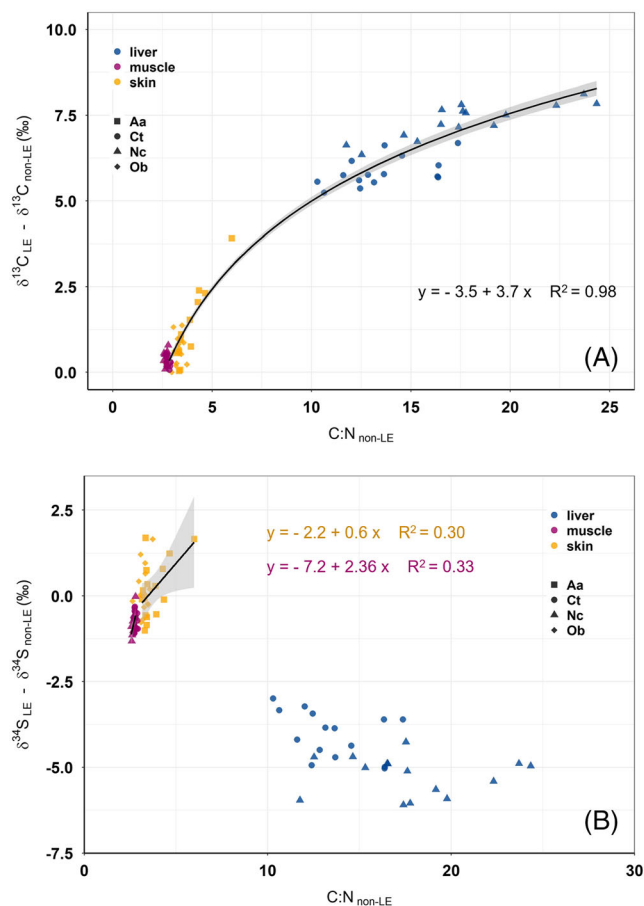 10.0
7.5
5.0
2.5
0.0
δ¹³C LE - δ¹³C non-LE (‰)
liver
muscle
skin
Aa
Ct
Nc
Ob
y = - 3.5 + 3.7 x R² = 0.98
(A)
0 5 10 15 20 25
C:N non-LE
2.5
0.0
-2.5
-5.0
-7.5
δ³⁴S LE - δ³⁴S non-LE (‰)
y = - 2.2 + 0.6 x R² = 0.30
y = - 7.2 + 2.36 x R² = 0.33
liver
muscle
skin
Aa
Ct
Nc
Ob
(B)
0 10 20 30
C:N non-LE